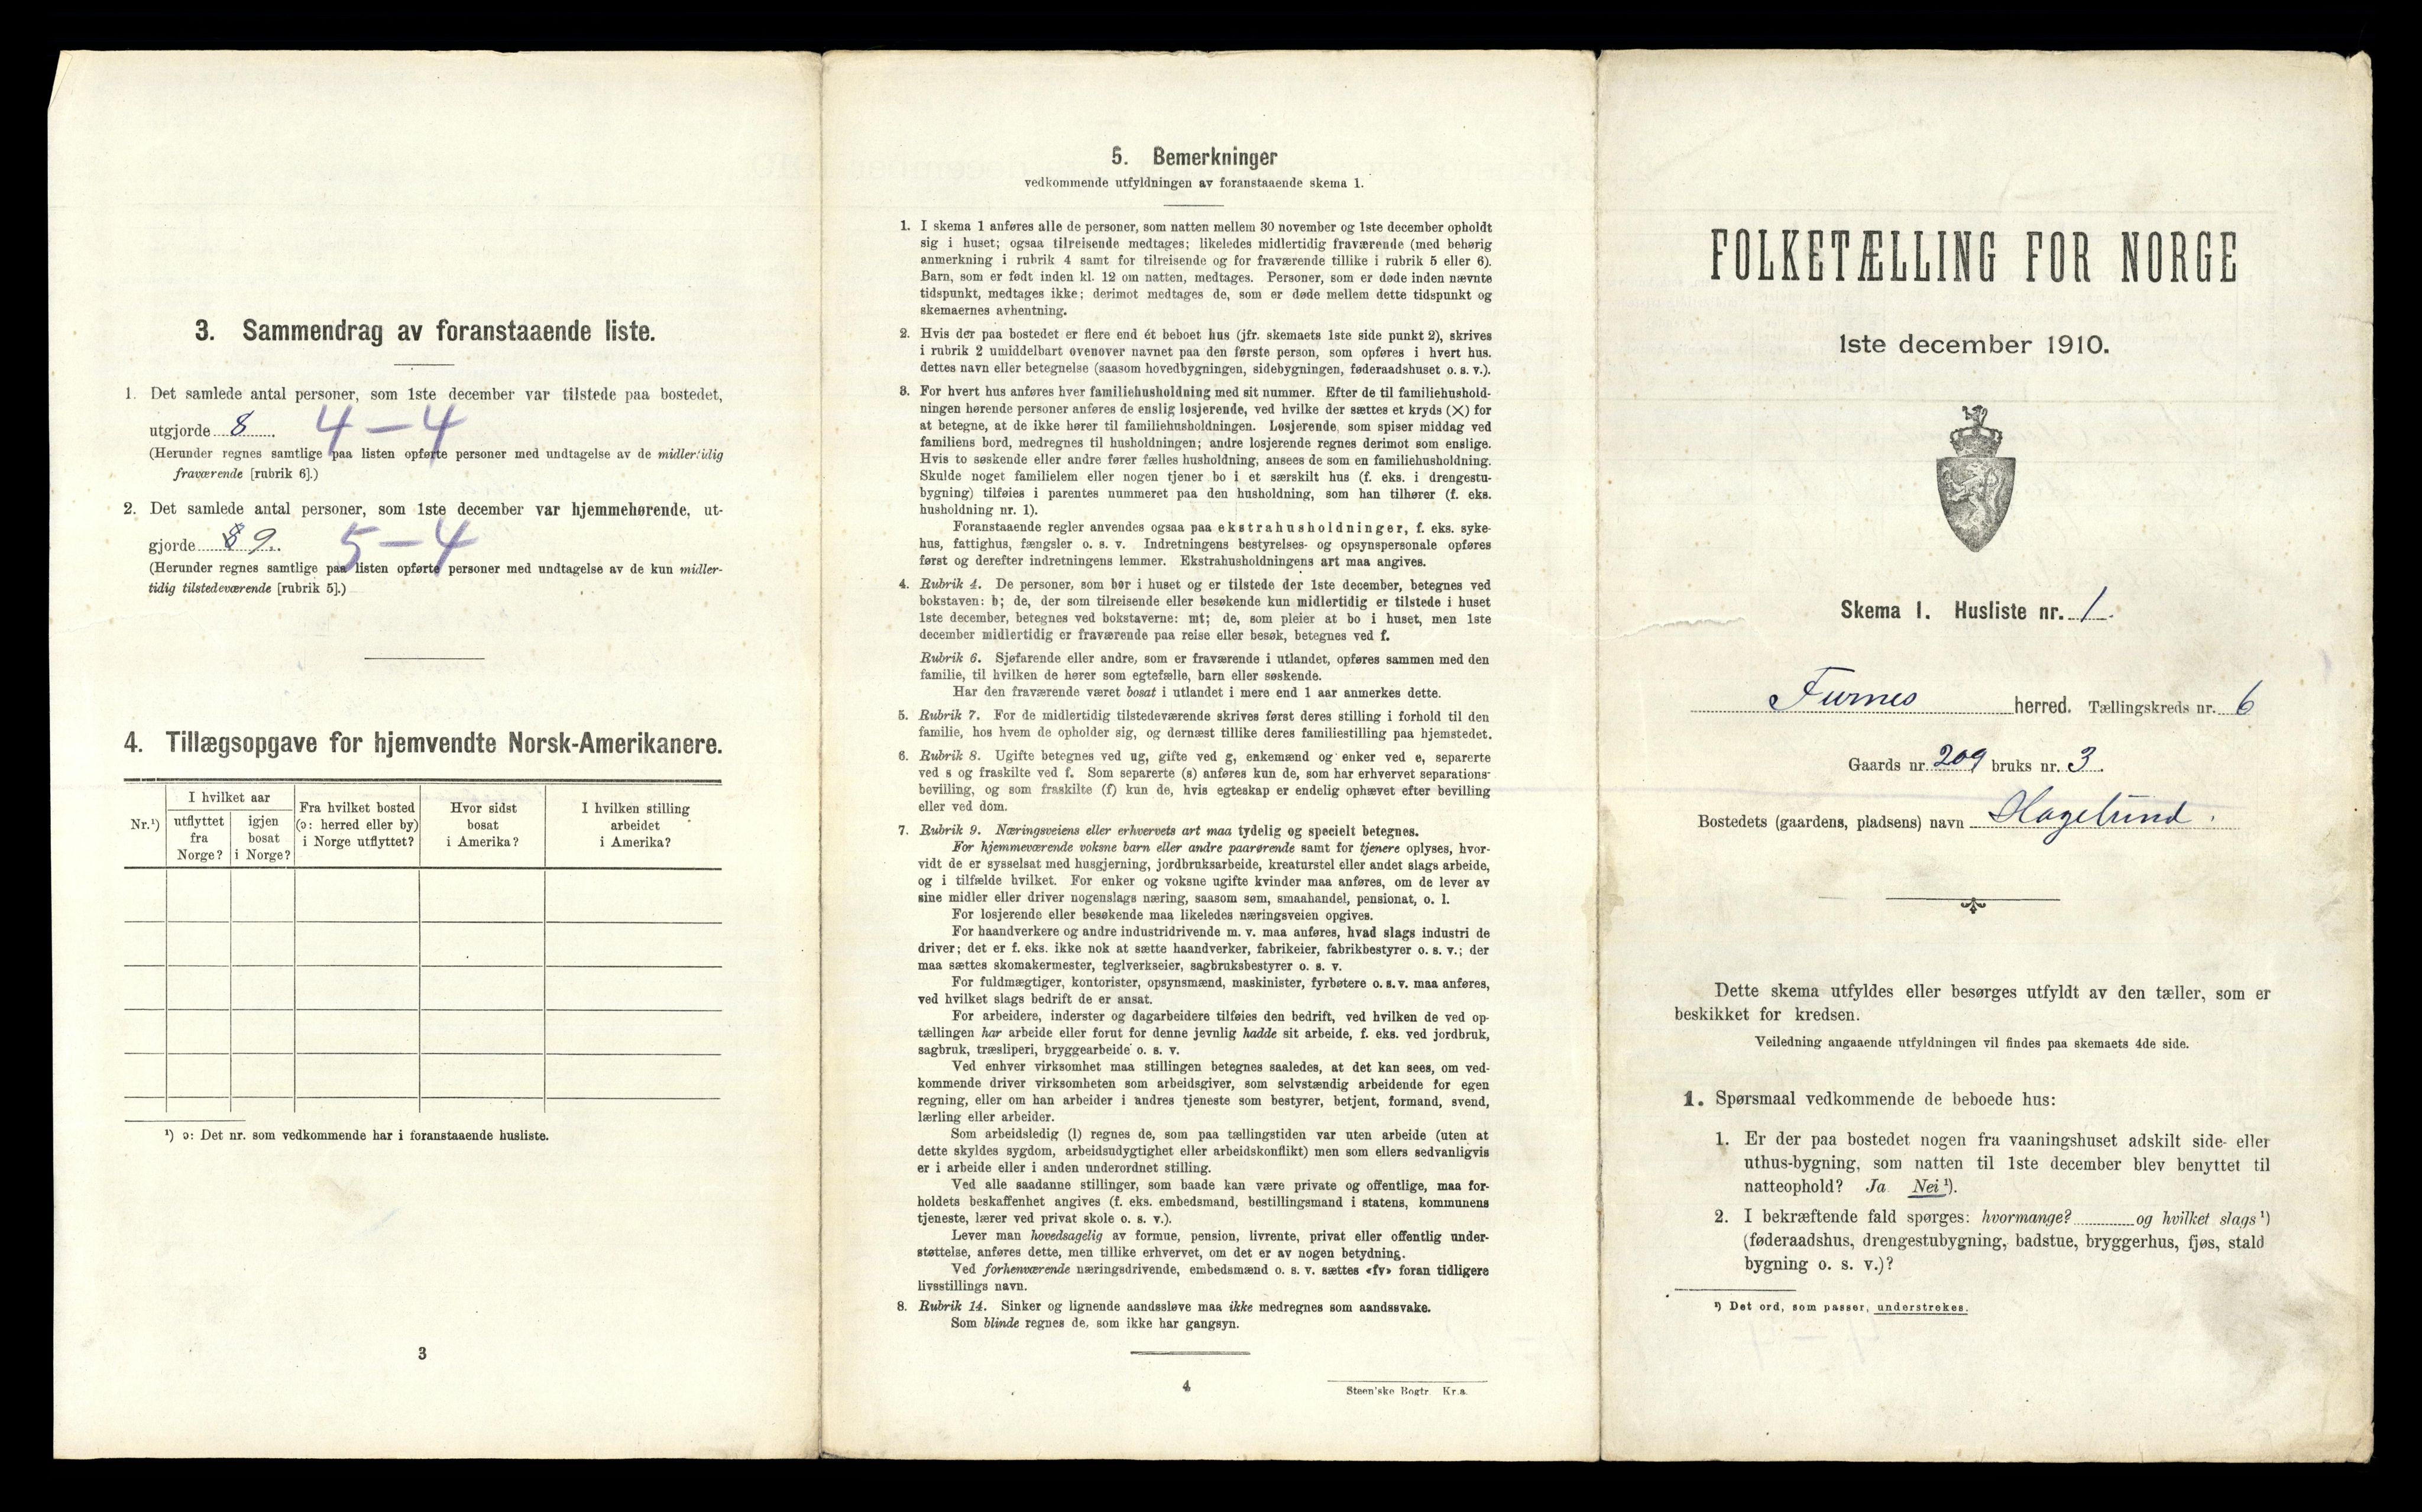 3. Sammendrag av foranstaaende liste.
1. Det samlede antal personer, som 1ste december var tilstede paa bostedet,
utgjorde 8. 4 – 4
(Herunder regnes samtlige paa listen opførte personer med undtagelse av de midlertidig
fraværende [rubrik 6].)
2. Det samlede antal personer, som 1ste december var hjemmehørende, ut-
gjorde 8 9. 5 – 4
(Herunder regnes samtlige paa listen opførte personer med undtagelse av de kun midler-
tidig tilstedeværende [rubrik 5].)
4. Tillægsopgave for hjemvendte Norsk-Amerikanere.
Nr.¹)
I hvilket aar
utflyttet
fra
Norge?
igjen
bosat
i Norge?
Fra hvilket bosted
(ɔ: herred eller by)
i Norge utflyttet?
Hvor sidst
bosat
i Amerika?
I hvilken stilling
arbeidet
i Amerika?
¹) ɔ: Det nr. som vedkommende har i foranstaaende husliste.
3
5. Bemerkninger
vedkommende utfyldningen av foranstaaende skema 1.
1. I skema 1 anføres alle de personer, som natten mellem 30 november og 1ste december opholdt
sig i huset; ogsaa tilreisende medtages; likeledes midlertidig fraværende (med behørig
anmerkning i rubrik 4 samt for tilreisende og for fraværende tillike i rubrik 5 eller 6).
Barn, som er født inden kl. 12 om natten, medtages. Personer, som er døde inden nævnte
tidspunkt, medtages ikke; derimot medtages de, som er døde mellem dette tidspunkt og
skemaernes avhentning.
2. Hvis der paa bostedet er flere end ét beboet hus (jfr. skemaets 1ste side punkt 2), skrives
i rubrik 2 umiddelbart ovenover navnet paa den første person, som opføres i hvert hus.
dettes navn eller betegnelse (saasom hovedbygningen, sidebygningen, føderaadshuset o. s. v.).
3. For hvert hus anføres hver familiehusholdning med sit nummer. Efter de til familiehushold-
ningen hørende personer anføres de enslig losjerende, ved hvilke der sættes et kryds (×) for
at betegne, at de ikke hører til familiehusholdningen. Losjerende, som spiser middag ved
familiens bord, medregnes til husholdningen; andre losjerende regnes derimot som enslige.
Hvis to søskende eller andre fører fælles husholdning, ansees de som en familiehusholdning.
Skulde noget familielem eller nogen tjener bo i et særskilt hus (f. eks. i drengestu-
bygning) tilføies i parentes nummeret paa den husholdning, som han tilhører (f. eks.
husholdning nr. 1).
Foranstaaende regler anvendes ogsaa paa ekstrahusholdninger, f. eks. syke-
hus, fattighus, fængsler o. s. v. Indretningens bestyrelses- og opsynspersonale opføres
først og derefter indretningens lemmer. Ekstrahusholdningens art maa angives.
4. Rubrik 4. De personer, som bor i huset og er tilstede der 1ste december, betegnes ved
bokstaven: b; de, der som tilreisende eller besøkende kun midlertidig er tilstede i huset
1ste december, betegnes ved bokstaverne: mt; de, som pleier at bo i huset, men 1ste
december midlertidig er fraværende paa reise eller besøk, betegnes ved f.
Rubrik 6. Sjøfarende eller andre, som er fraværende i utlandet, opføres sammen med den
familie, til hvilken de hører som egtefælle, barn eller søskende.
Har den fraværende været bosat i utlandet i mere end 1 aar anmerkes dette.
5. Rubrik 7. For de midlertidig tilstedeværende skrives først deres stilling i forhold til den
familie, hos hvem de opholder sig, og dernæst tillike deres familiestilling paa hjemstedet.
6. Rubrik 8. Ugifte betegnes ved ug, gifte ved g, enkemænd og enker ved e, separerte
ved s og fraskilte ved f. Som separerte (s) anføres kun de, som har erhvervet separations-
bevilling, og som fraskilte (f) kun de, hvis egteskap er endelig ophævet efter bevilling
eller ved dom.
7. Rubrik 9. Næringsveiens eller erhvervets art maa tydelig og specielt betegnes.
For hjemmeværende voksne barn eller andre paarørende samt for tjenere oplyses, hvor-
vidt de er sysselsat med husgjerning, jordbruksarbeide, kreaturstel eller andet slags arbeide,
og i tilfælde hvilket. For enker og voksne ugifte kvinder maa anføres, om de lever av
sine midler eller driver nogenslags næring, saasom søm, smaahandel, pensionat, o. l.
For losjerende eller besøkende maa likeledes næringsveien opgives.
For haandverkere og andre industridrivende m. v. maa anføres, hvad slags industri de
driver; det er f. eks. ikke nok at sætte haandverker, fabrikeier, fabrikbestyrer o. s. v.; der
maa sættes skomakermester, teglverkseier, sagbruksbestyrer o. s. v.
For fuldmægtiger, kontorister, opsynsmænd, maskinister, fyrbøtere o. s. v. maa anføres,
ved hvilket slags bedrift de er ansat.
For arbeidere, inderster og dagarbeidere tilføies den bedrift, ved hvilken de ved op-
tællingen har arbeide eller forut for denne jevnlig hadde sit arbeide, f. eks. ved jordbruk,
sagbruk, træsliperi, bryggearbeide o. s. v.
Ved enhver virksomhet maa stillingen betegnes saaledes, at det kan sees, om ved-
kommende driver virksomheten som arbeidsgiver, som selvstændig arbeidende for egen
regning, eller om han arbeider i andres tjeneste som bestyrer, betjent, formand, svend,
lærling eller arbeider.
Som arbeidsledig (l) regnes de, som paa tællingstiden var uten arbeide (uten at
dette skyldes sygdom, arbeidsudygtighet eller arbeidskonflikt) men som ellers sedvanligvis
er i arbeide eller i anden underordnet stilling.
Ved alle saadanne stillinger, som baade kan være private og offentlige, maa for-
holdets beskaffenhet angives (f. eks. embedsmand, bestillingsmand i statens, kommunens
tjeneste, lærer ved privat skole o. s. v.).
Lever man hovedsagelig av formue, pension, livrente, privat eller offentlig under-
støttelse, anføres dette, men tillike erhvervet, om det er av nogen betydning.
Ved forhenværende næringsdrivende, embedsmænd o. s. v. sættes «fv» foran tidligere
livsstillings navn.
8. Rubrik 14. Sinker og lignende aandssløve maa ikke medregnes som aandssvake.
Som blinde regnes de, som ikke har gangsyn.
4
Steen'ske Bogtr. Kr.a.
FOLKETÆLLING FOR NORGE
1ste december 1910.
Skema 1. Husliste nr. 1.
Furnes herred. Tællingskreds nr. 6
Gaards nr. 209 bruks nr. 3.
Bostedets (gaardens, pladsens) navn Hagelund.
Dette skema utfyldes eller besørges utfyldt av den tæller, som er
beskikket for kredsen.
Veiledning angaaende utfyldningen vil findes paa skemaets 4de side.
1. Spørsmaal vedkommende de beboede hus:
1. Er der paa bostedet nogen fra vaaningshuset adskilt side- eller
uthus-bygning, som natten til 1ste december blev benyttet til
natteophold? Ja. Nei¹).
2. I bekræftende fald spørges: hvormange? og hvilket slags¹)
(føderaadshus, drengestubygning, badstue, bryggerhus, fjøs, stald
bygning o. s. v.)?
¹) Det ord, som passer, understrekes.